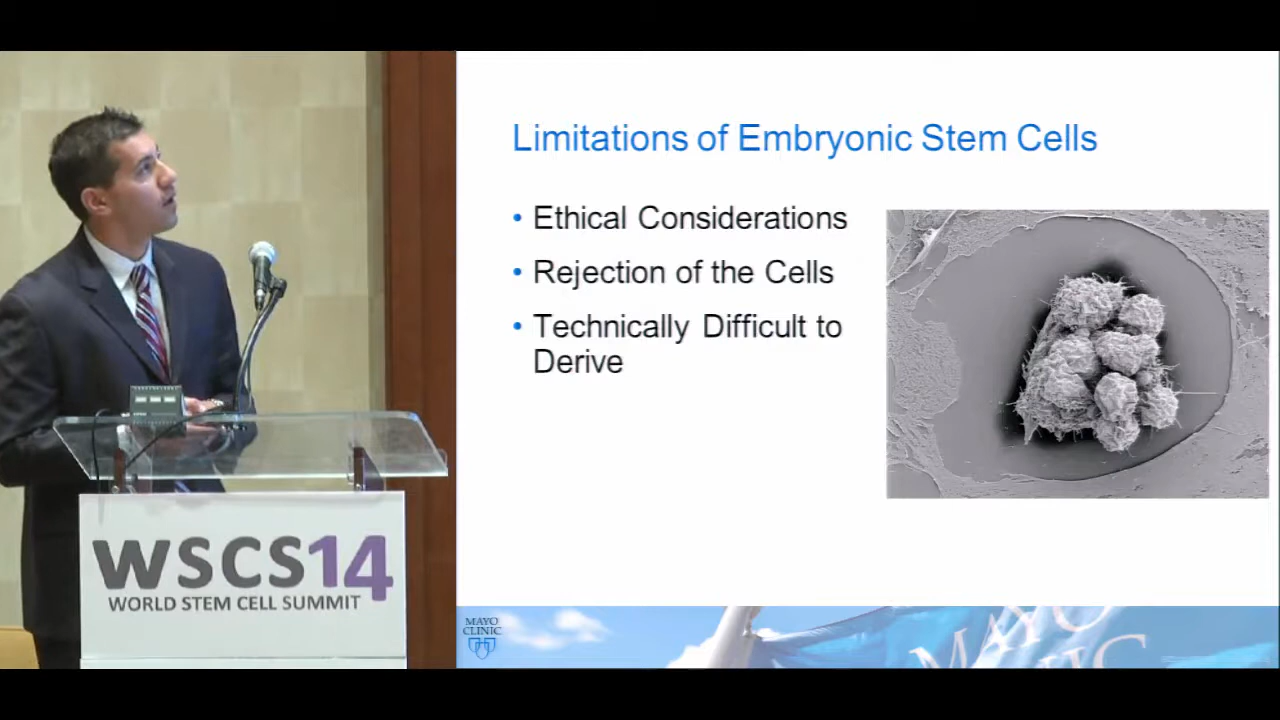 Limitations of Embryonic Stem Cells
• Ethical Considerations
• Rejection of the Cells
• Technically Difficult to
Derive
WSCS14
WORLD STEM CELL SUMMIT
MAYO
CLINIC
MAYO